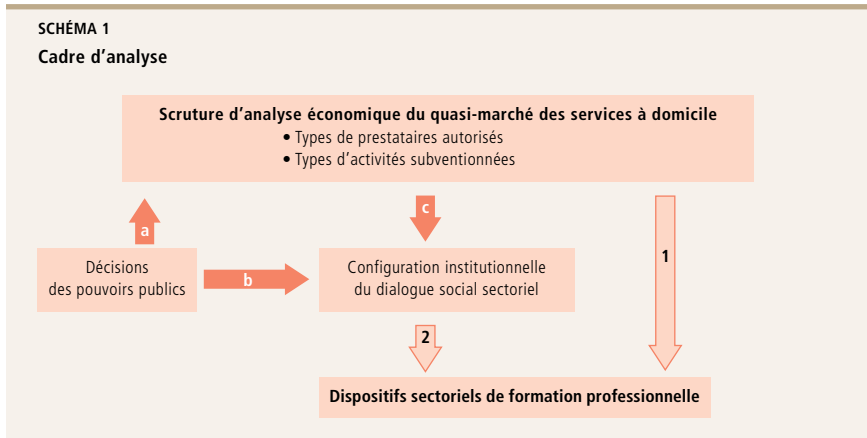 SCHÉMA 1
Cadre d'analyse
Scruture d'analyse économique du quasi-marché des services à domicile
• Types de prestataires autorisés
• Types d'activités subventionnées
a
c
1
Décisions
des pouvoirs publics
b
Configuration institutionnelle
du dialogue social sectoriel
2
Dispositifs sectoriels de formation professionnelle